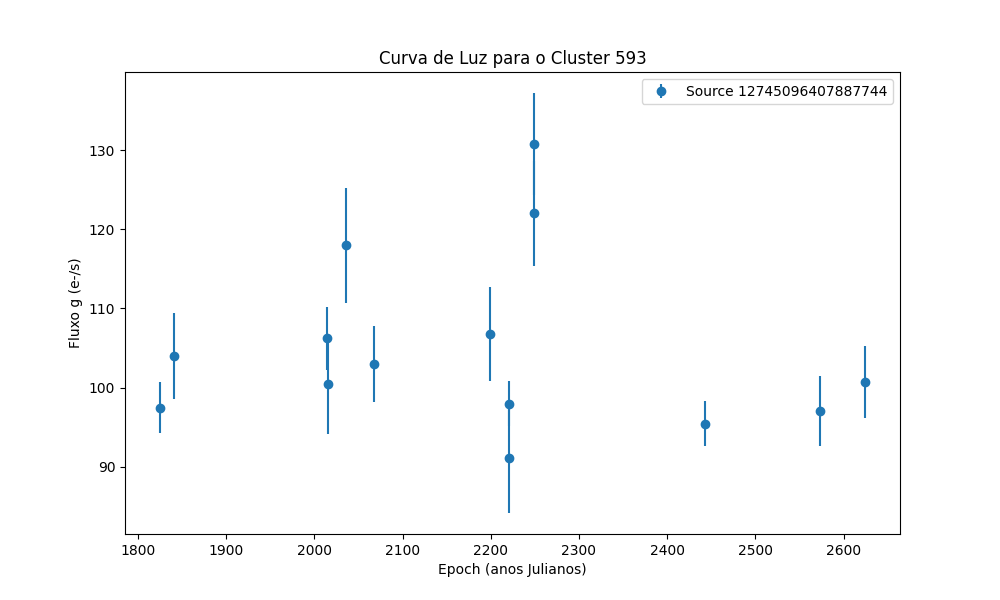 Curva de Luz para o Cluster 593
Source 12745096407887744
Fluxo g (e-/s)
130
120
110
100
90
1800 1900 2000 2100 2200 2300 2400 2500 2600
Epoch (anos Julianos)